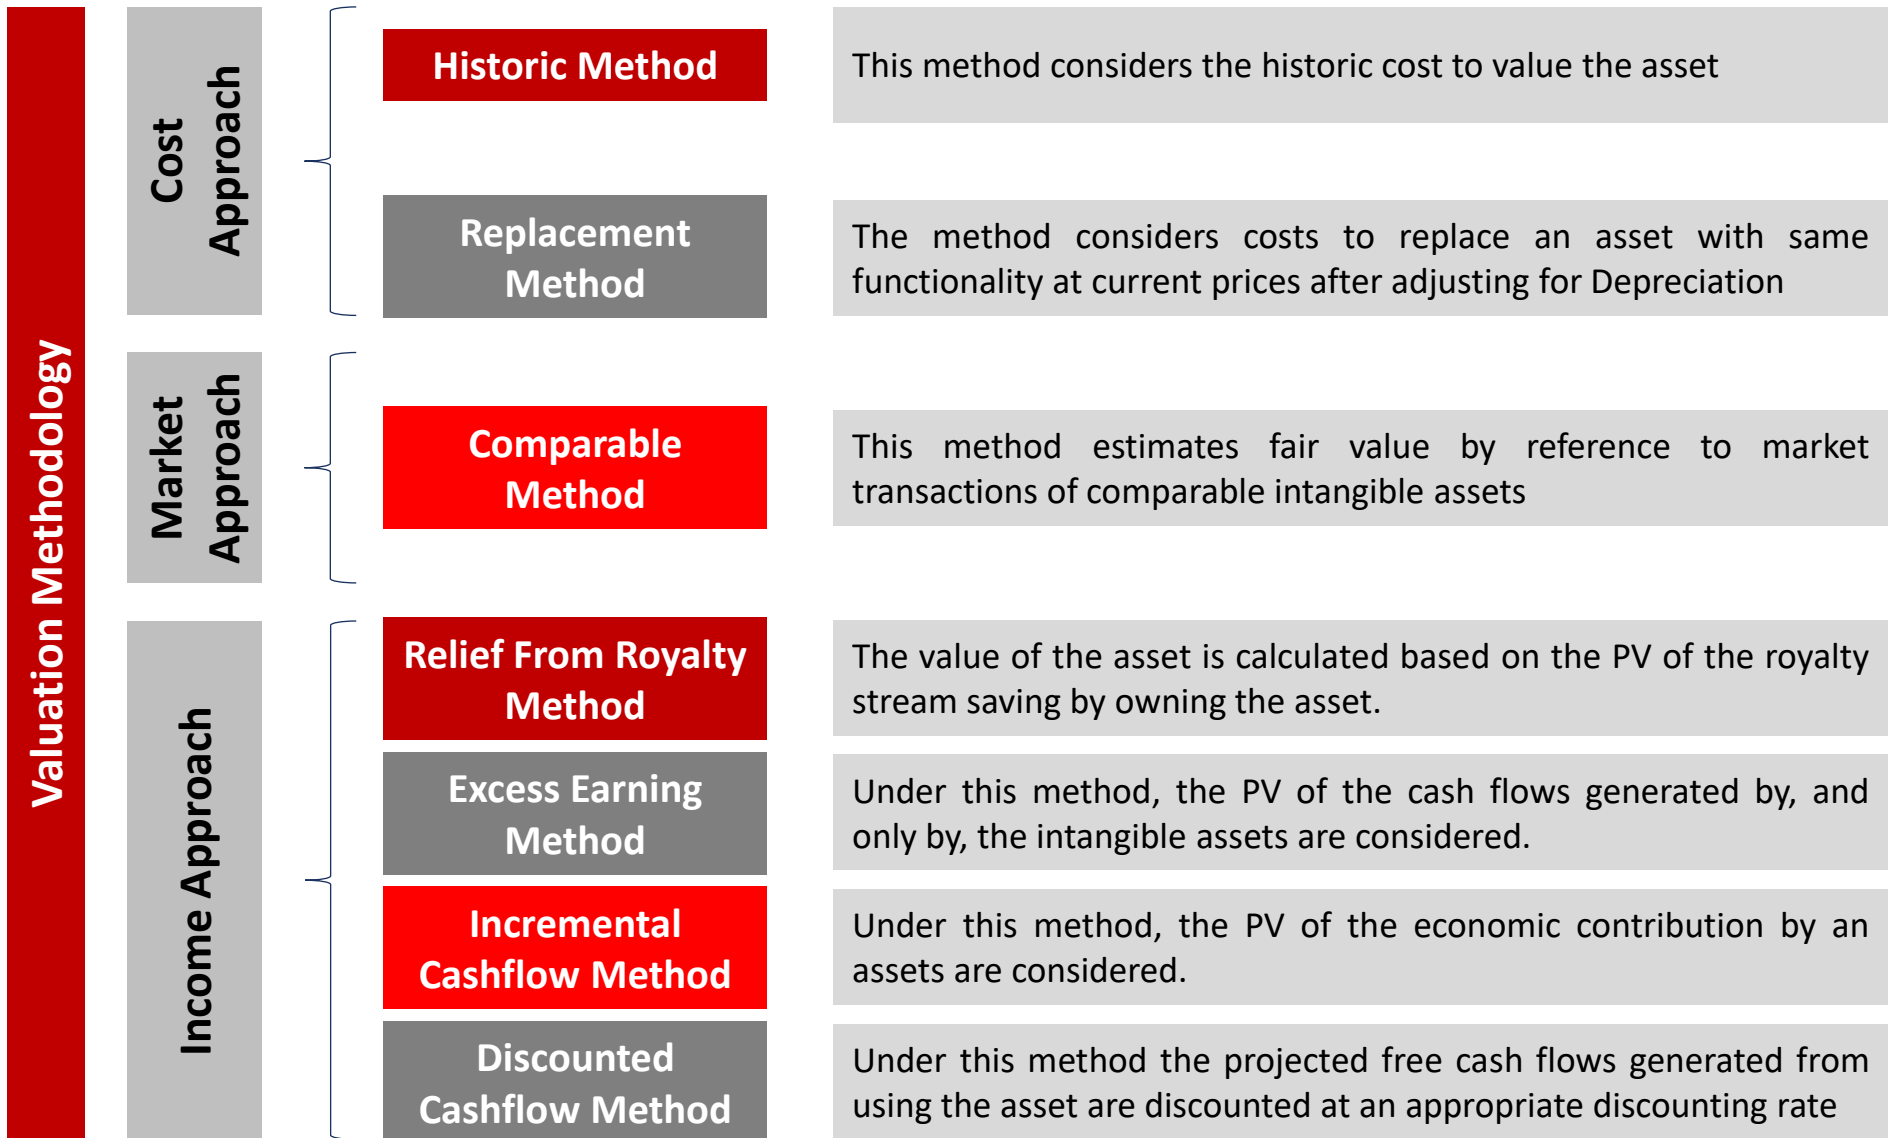 Valuation Methodology
Cost
Approach
Historic Method
This method considers the historic cost to value the asset
Replacement
Method
The method considers costs to replace an asset with same
functionality at current prices after adjusting for Depreciation
Market
Approach
Comparable
Method
This method estimates fair value by reference to market
transactions of comparable intangible assets
Income Approach
Relief From Royalty
Method
The value of the asset is calculated based on the PV of the royalty
stream saving by owning the asset.
Excess Earning
Method
Under this method, the PV of the cash flows generated by, and
only by, the intangible assets are considered.
Incremental
Cashflow Method
Under this method, the PV of the economic contribution by an
assets are considered.
Discounted
Cashflow Method
Under this method the projected free cash flows generated from
using the asset are discounted at an appropriate discounting rate